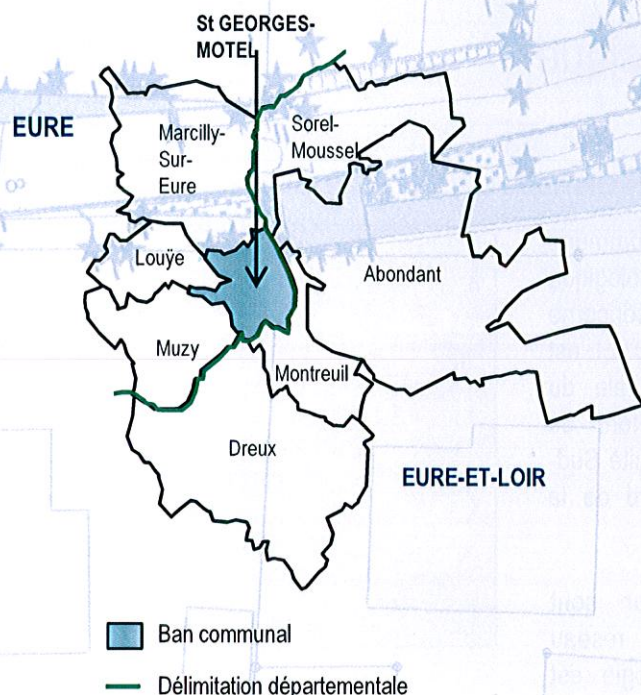 St GEORGES-
MOTEL
EURE
Marcilly-
Sur-
Eure
Sorel-
Moussel
Louÿe
Abondant
Muzy
Montreuil
Dreux
EURE-ET-LOIR
Ban communal
Délimitation départementale